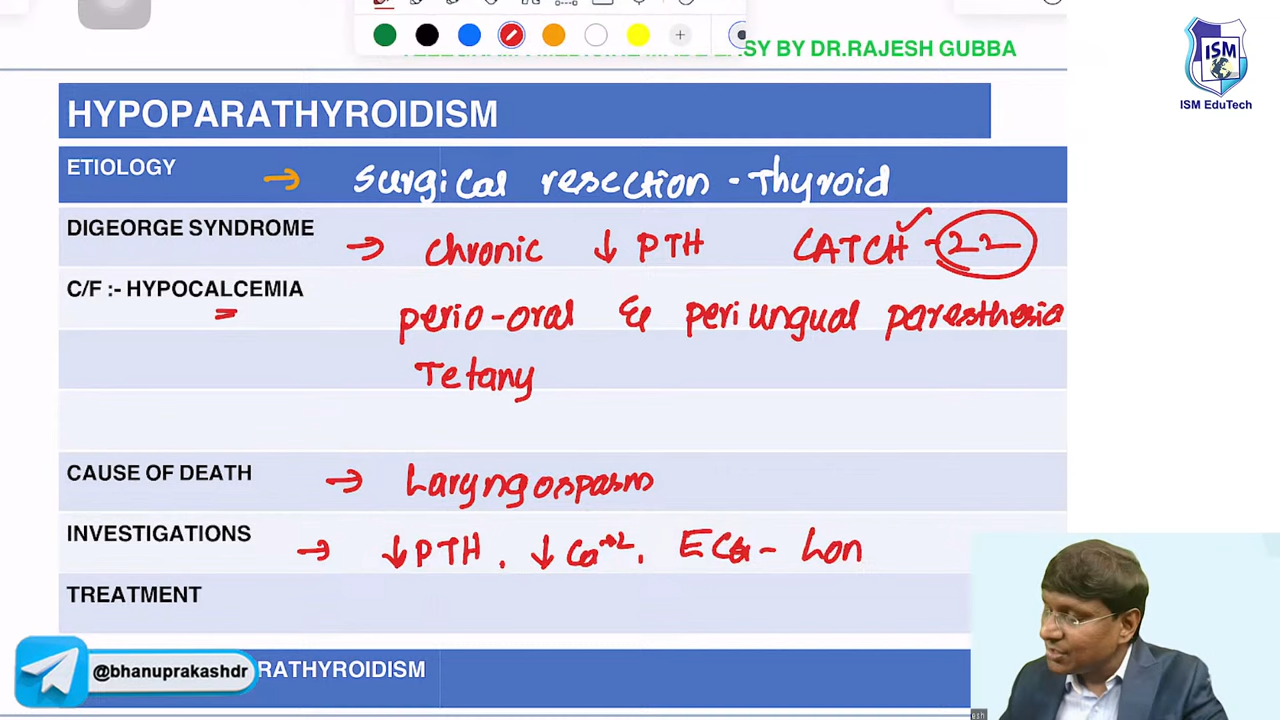 SY BY DR.RAJESH GUBBA
ISM
ISM EduTech
HYPOPARATHYROIDISM
ETIOLOGY → surgical resection - Thyroid
DIGEORGE SYNDROME → chronic ↓ PTH CATCH ✓ -22
C/F :- HYPOCALCEMIA perio-oral & periungual paresthesia
Tetany
CAUSE OF DEATH → Laryngospasm
INVESTIGATIONS → ↓PTH. ↓Ca+2. ECG - Lon
TREATMENT
@bhanuprakashdr
RATHYROIDISM
esh